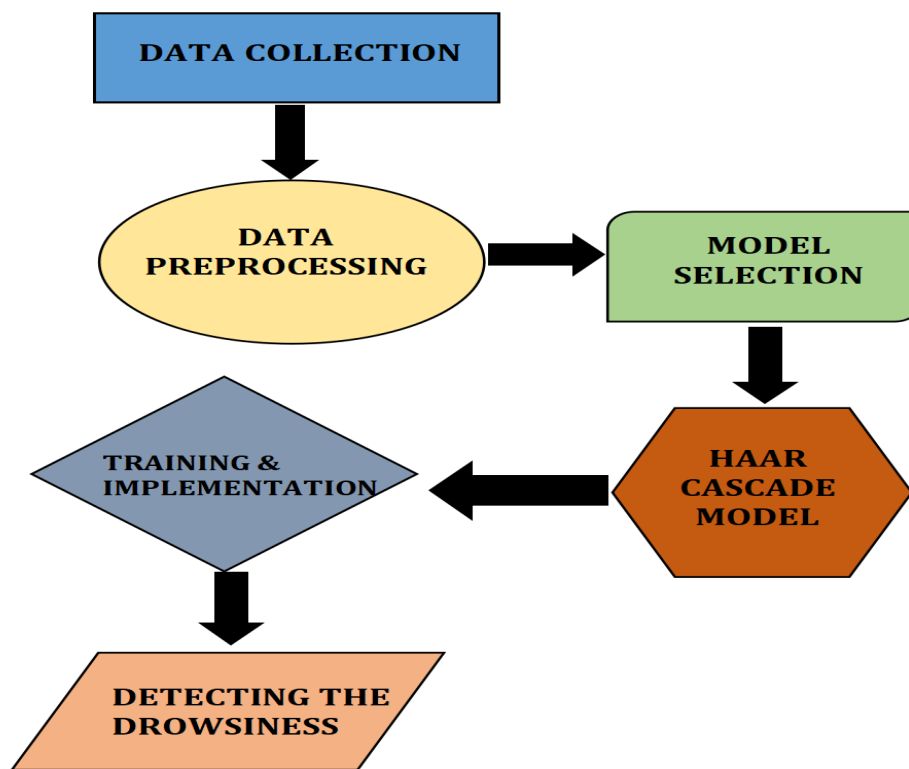 DATA COLLECTION
DATA
PREPROCESSING
MODEL
SELECTION
HAAR
CASCADE
MODEL
TRAINING &
IMPLEMENTATION
DETECTING THE
DROWSINESS